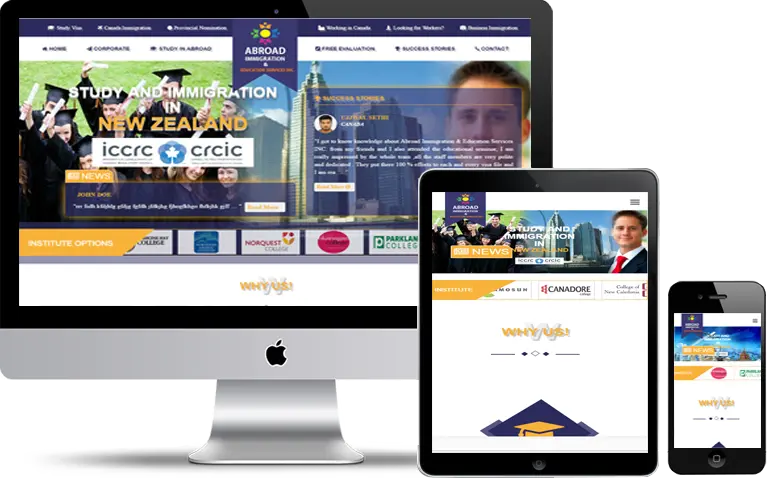 Study Visa Canada Immigration Provincial Nomination
Working in Canada Looking for Workers? Business Immigration
HOME CORPORATE STUDY IN ABROAD
FREE EVALUATION SUCCESS STORIES CONTACT
ABROAD
IMMIGRATION
&
EDUCATION SERVICES INC.
STUDY AND IMMIGRATION
IN
NEW ZEALAND
iccrc crcic
NEWS
JOHN DOE
Read More
SUCCESS STORIES
CANADA
"I got to know knowledge about Abroad Immigration & Education Services
INC. from my friends and I also attended the educational seminar, I am
really impressed by the whole team ,all the staff members are very polite
and dedicated . They put there 100 % efforts to each and every case file and
I am ever
Read More
INSTITUTE OPTIONS
COLLEGE
NORQUEST
COLLEGE
PARKLAND
COLLEGE
WHY US!
ABROAD
IMMIGRATION
STUDY AND
IMMIGRATION
IN
NEW ZEALAND
iccrc crcic
NEWS
INSTITUTE
CAMOSUN
CANADORE
college
College of
New Caledonia
WHY US!
ABROAD
NEWS
PARKLAND
COLLEGE
WHY US!